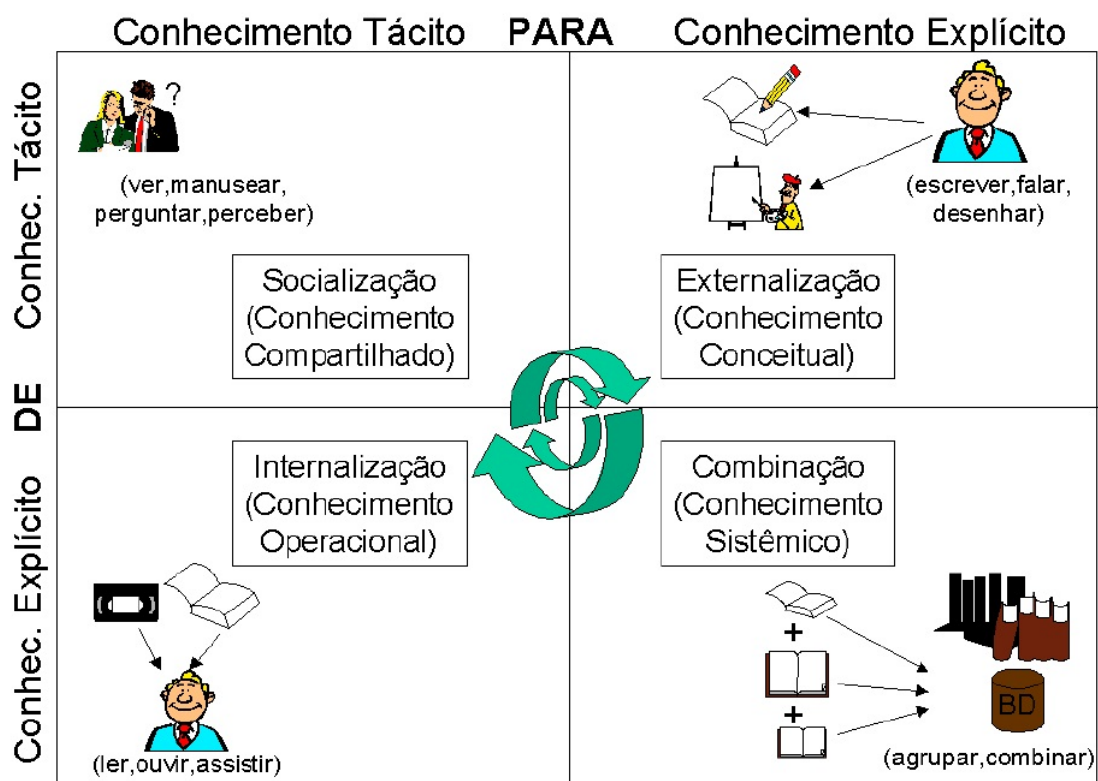 Conhecimento Tácito PARA Conhecimento Explícito
DE Conhec. Tácito
?
(ver,manusear,
perguntar,perceber)
(escrever,falar,
desenhar)
Socialização
(Conhecimento
Compartilhado)
Externalização
(Conhecimento
Conceitual)
Conhec. Explícito
Internalização
(Conhecimento
Operacional)
Combinação
(Conhecimento
Sistêmico)
+
+
BD
(ler,ouvir,assistir)
(agrupar,combinar)